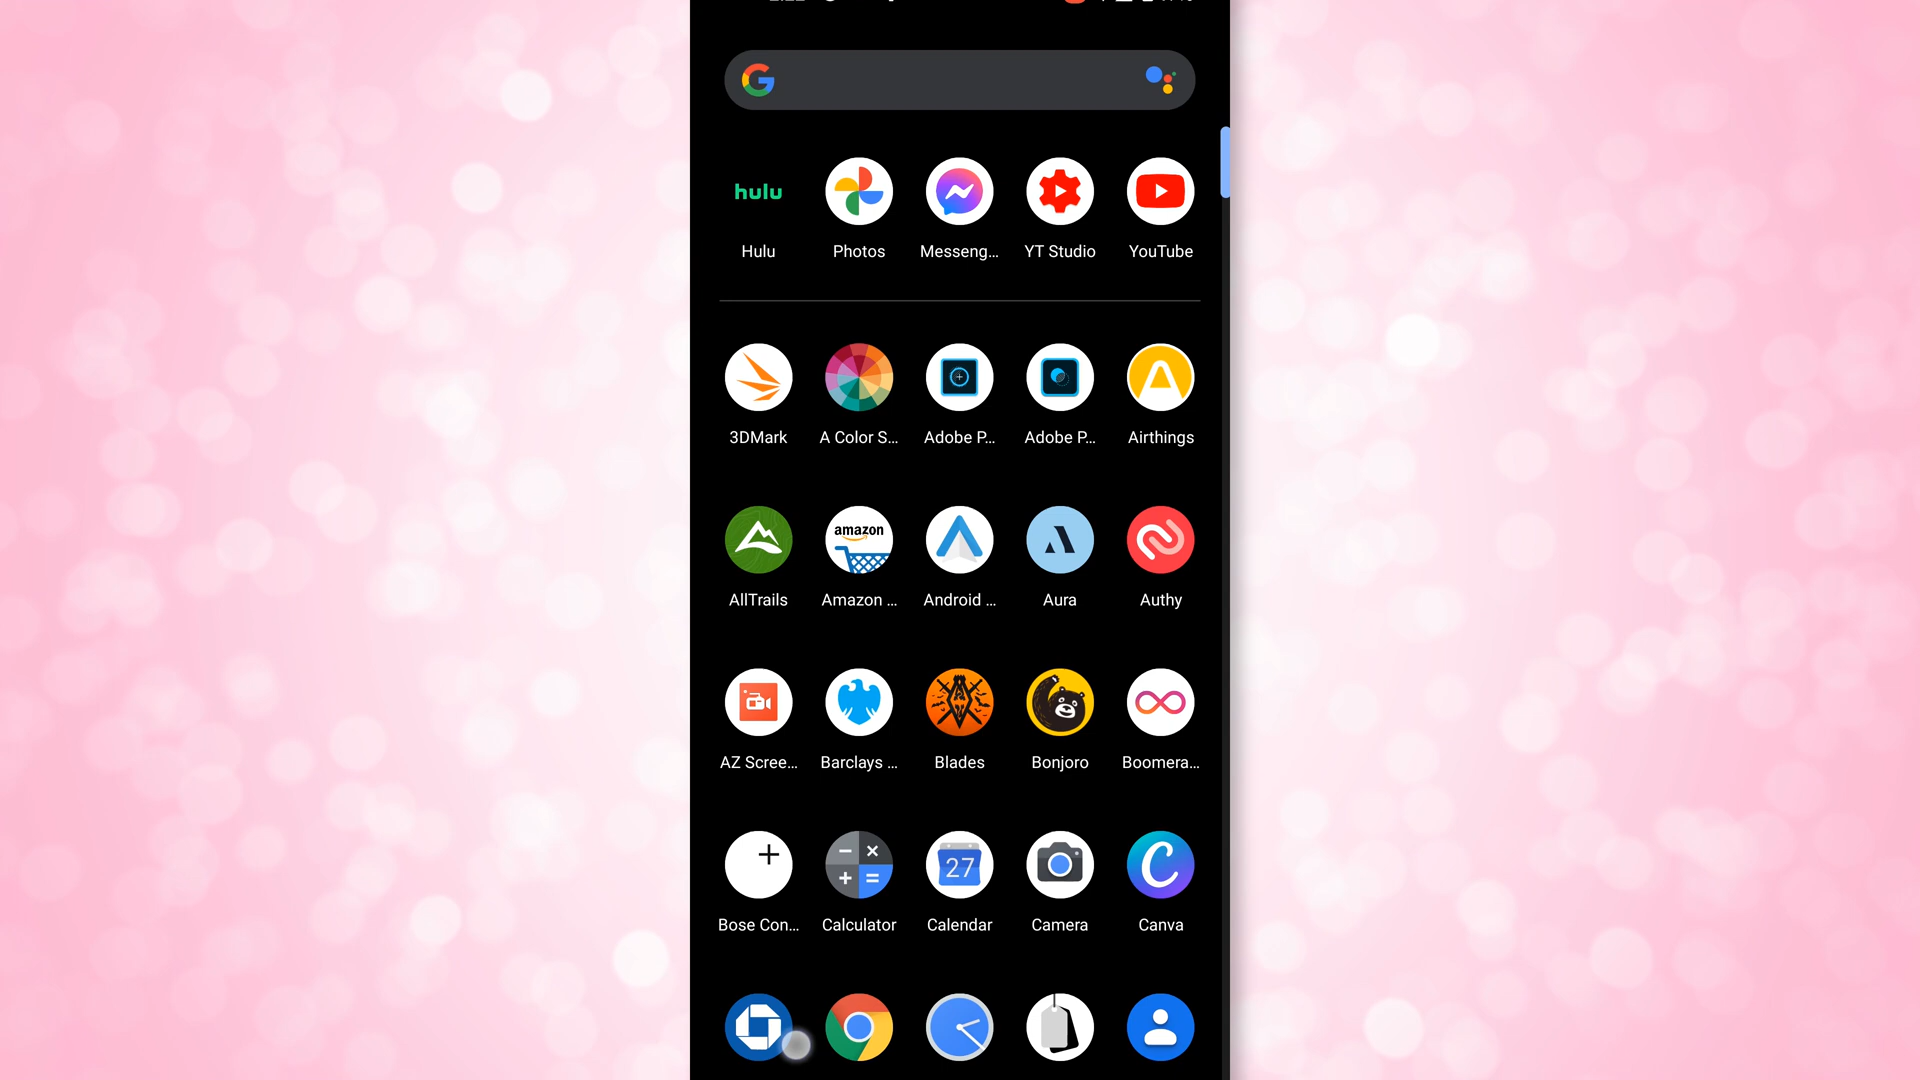 hulu
Hulu Photos Messeng... YT Studio YouTube
3DMark A Color S... Adobe P... Adobe P... Airthings
amazon
AllTrails Amazon ... Android ... Aura Authy
AZ Scree... Barclays ... Blades Bonjoro Boomera...
27
Bose Con... Calculator Calendar Camera Canva